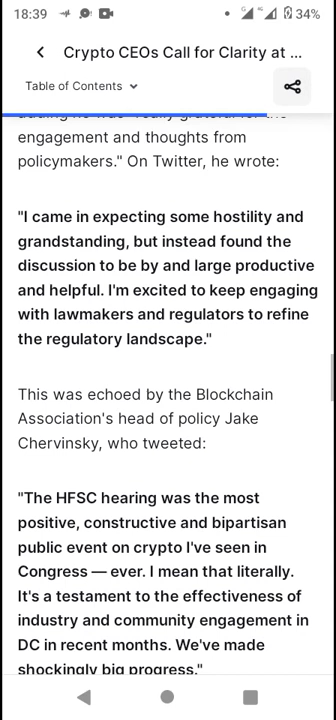 18:39
34%
Crypto CEOs Call for Clarity at ...
Table of Contents
engagement and thoughts from
policymakers." On Twitter, he wrote:
"I came in expecting some hostility and
grandstanding, but instead found the
discussion to be by and large productive
and helpful. I'm excited to keep engaging
with lawmakers and regulators to refine
the regulatory landscape."
This was echoed by the Blockchain
Association's head of policy Jake
Chervinsky, who tweeted:
"The HFSC hearing was the most
positive, constructive and bipartisan
public event on crypto I've seen in
Congress — ever. I mean that literally.
It's a testament to the effectiveness of
industry and community engagement in
DC in recent months. We've made
shockingly big progress."